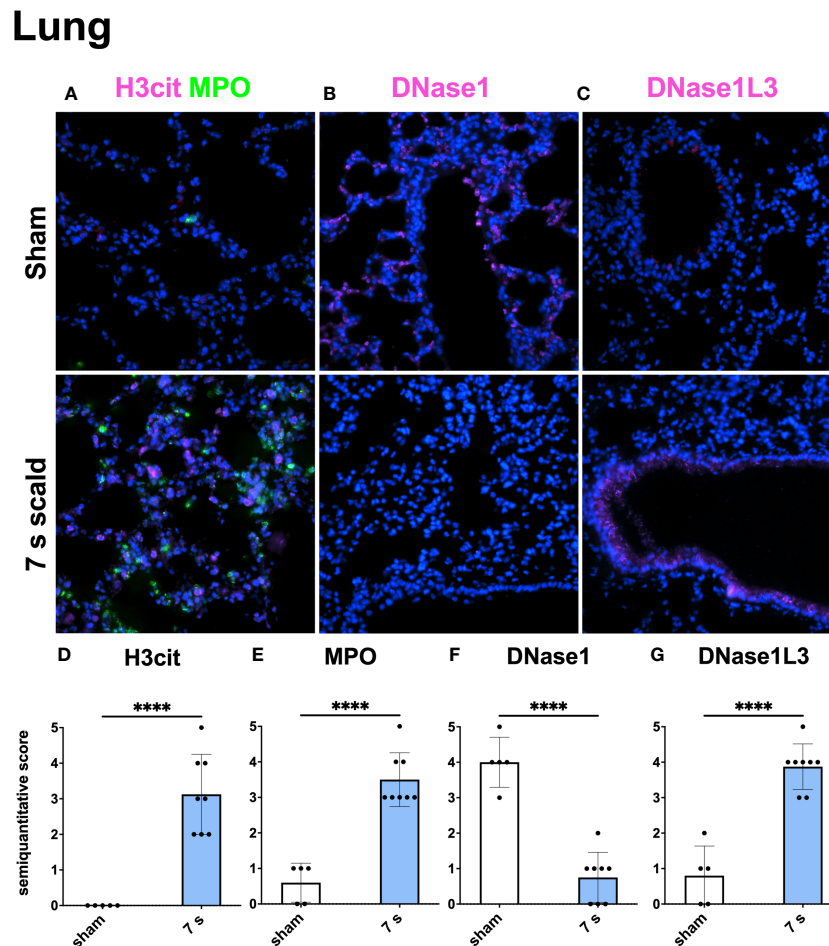 Lung
A H3cit MPO B DNase1 C DNase1L3
Sham
7 s scald
D H3cit E MPO F DNase1 G DNase1L3
**** **** **** ****
semiquantitative score
5 5 5 5
4 4 4 4
3 3 3 3
2 2 2 2
1 1 1 1
0 0 0 0
sham 7 s sham 7 s sham 7 s sham 7 s